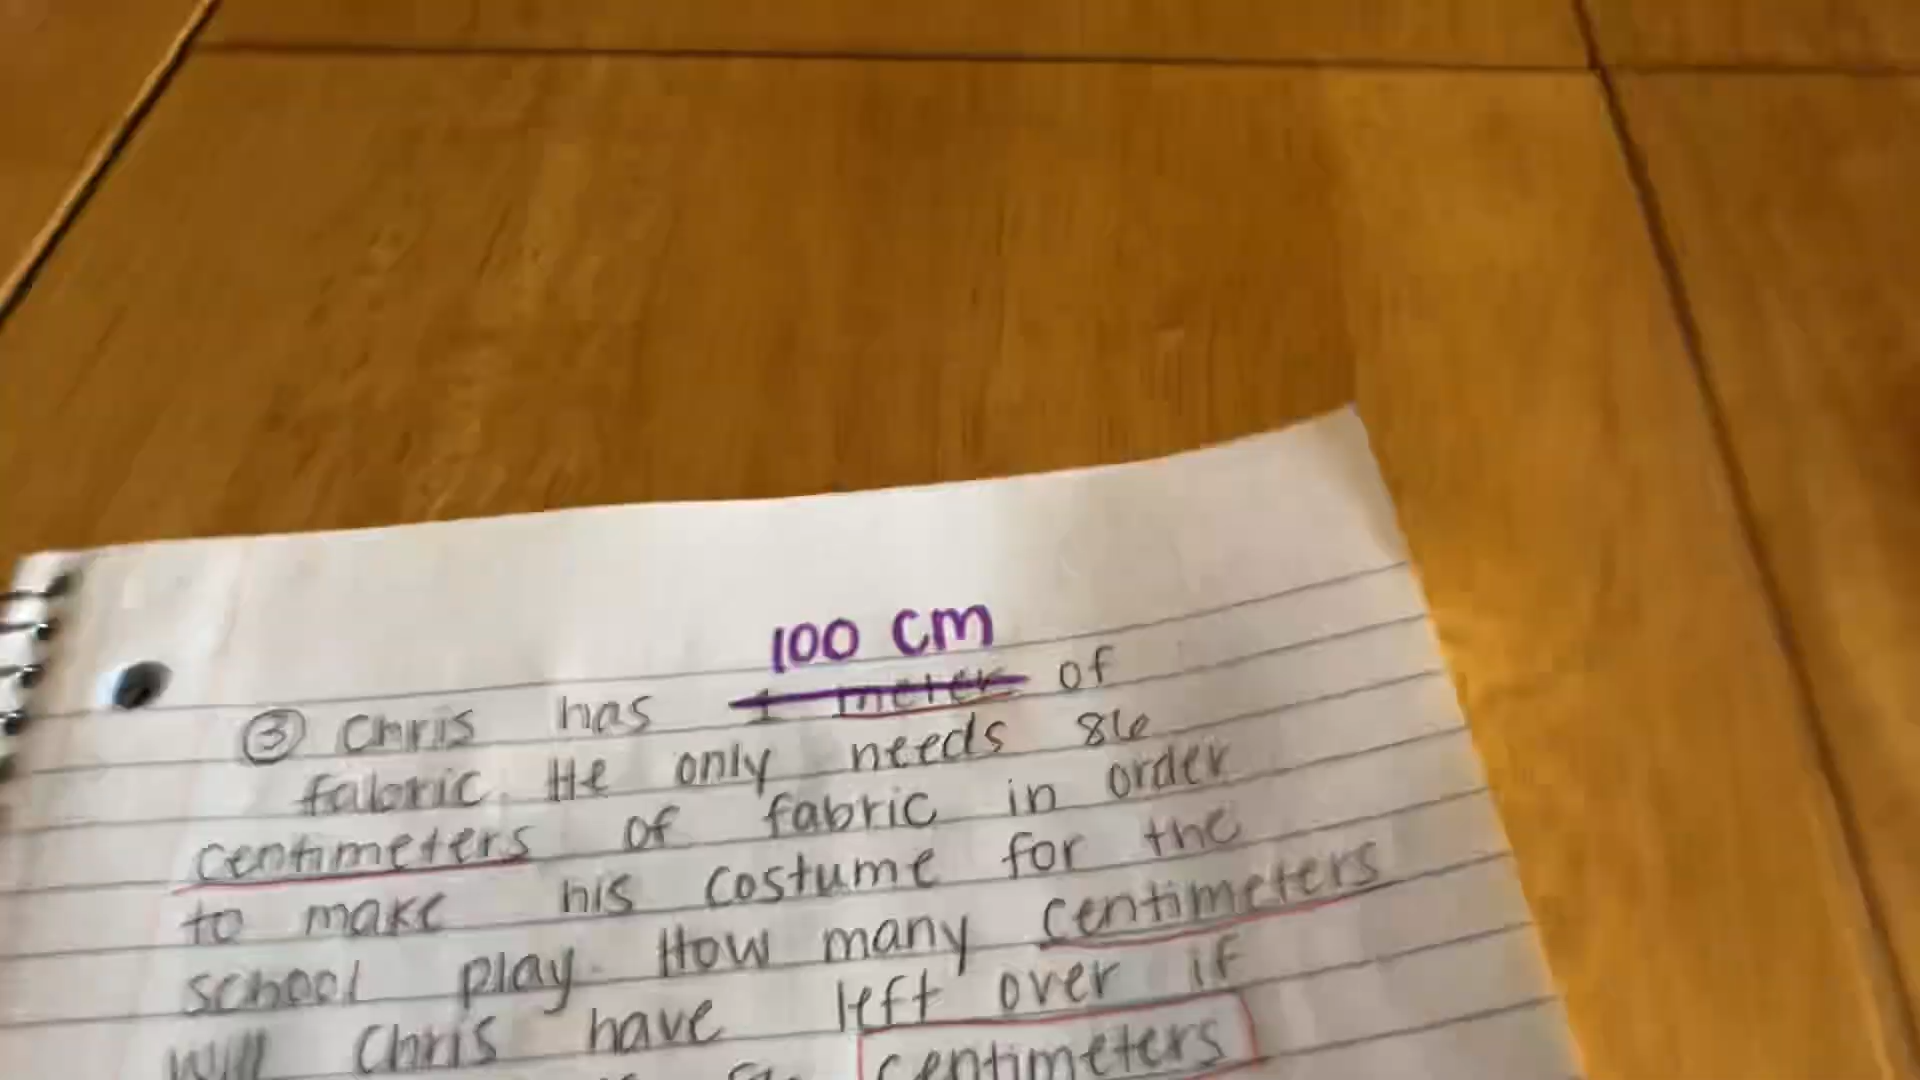 100 cm
③ Chris has 1 meter of
fabric. He only needs 86
centimeters of fabric in order
to make his costume for the
school play. How many centimeters
will Chris have left over if
centimeters